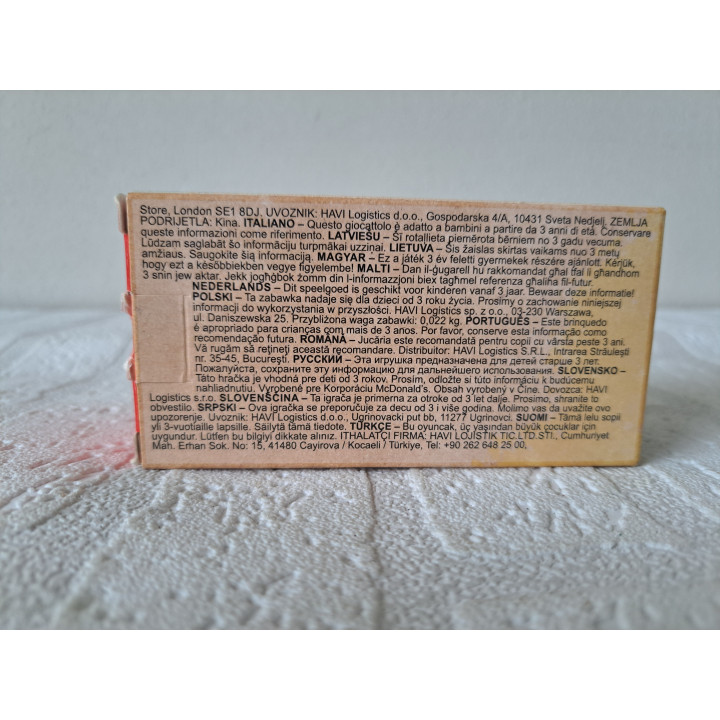 Store, London SE1 8DJ. UVOZNIK: HAVI Logistics d.o.o., Gospodarska 4/A, 10431 Sveta Nedjelj, ZEMLJA
PODRIJETLA: Kina. ITALIANO – Questo giocattolo è adatto a bambini a partire da 3 anni di età. Conservare
queste informazioni come riferimento. LATVIEŠU – Šī rotaļlieta piemērota bērniem no 3 gadu vecuma.
Lūdzam saglabāt šo informāciju turpmākai uzziņai. LIETUVA – Šis žaislas skirtas vaikams nuo 3 metų
amžiaus. Saugokite šią informaciją. MAGYAR – Ez a játék 3 év feletti gyermekek részére ajánlott. Kérjük,
hogy ezt a későbbiekben vegye figyelembe! MALTI – Dan il-ġugarell hu rakkomandat għal tfal li għandhom
3 snin jew aktar. Jekk jogħġbok żomm din l-informazzjoni biex tagħmel referenza għaliha fil-futur.
NEDERLANDS – Dit speelgoed is geschikt voor kinderen vanaf 3 jaar. Bewaar deze informatie!
POLSKI – Ta zabawka nadaje się dla dzieci od 3 roku życia. Prosimy o zachowanie niniejszej
informacji do wykorzystania w przyszłości. HAVI Logistics sp. z o.o., 03-230 Warszawa,
ul. Daniszewska 25. Przybliżona waga zabawki: 0,022 kg. PORTUGUÊS – Este brinquedo
é apropriado para crianças com mais de 3 anos. Por favor, conserve esta informação como
recomendação futura. ROMÂNĂ – Jucăria este recomandată pentru copii cu vârsta peste 3 ani.
Vă rugăm să reţineţi această recomandare. Distribuitor: HAVI Logistics S.R.L., Intrarea Străuleşti
nr. 35-45, Bucureşti. РУССКИЙ – Эта игрушка предназначена для детей старше 3 лет.
Пожалуйста, сохраните эту информацию для дальнейшего использования. SLOVENSKO –
Táto hračka je vhodná pre deti od 3 rokov. Prosím, odložte si túto informáciu k budúcemu
nahliadnutiu. Vyrobené pre Korporáciu McDonald's. Obsah vyrobený v Číne. Dovozca: HAVI
Logistics s.r.o. SLOVENŠČINA – Ta igrača je primerna za otroke od 3 let dalje. Prosimo, shranite to
obvestilo. SRPSKI – Ova igračka se preporučuje za decu od 3 i više godina. Molimo vas da uvažite ovo
upozorenje. UVOZNIK: HAVI Logistics d.o.o., Ugrinovacki put bb, 11277 Ugrinovci. SUOMI – Tämä lelu sopii
yli 3-vuotiaille lapsille. Säilytä tämä tiedote. TÜRKÇE – Bu oyuncak, üç yaşından büyük çocuklar için
uygundur. Lütfen bu bilgiyi dikkate alınız. İTHALATÇI FIRMA: HAVI LOJISTIK TIC.LTD.STI., Cumhuriyet
Mah. Erhan Sok. No: 15, 41480 Cayirova / Kocaeli / Türkiye, Tel: +90 262 648 25 00,